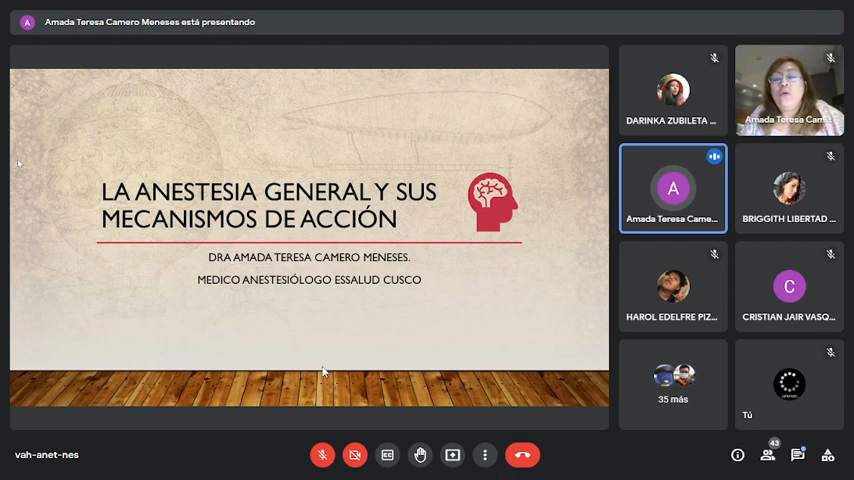 A
Amada Teresa Camero Meneses está presentando
LA ANESTESIA GENERAL Y SUS
MECANISMOS DE ACCIÓN
DRA AMADA TERESA CAMERO MENESES.
MEDICO ANESTESIÓLOGO ESSALUD CUSCO
DARINKA ZUBILETA ...
Amada Teresa Cam...
A
Amada Teresa Came...
BRIGGITH LIBERTAD ...
HAROL EDELFRE PIZ...
C
CRISTIAN JAIR VASQ...
35 más
Tú
vah-anet-nes
CC
43